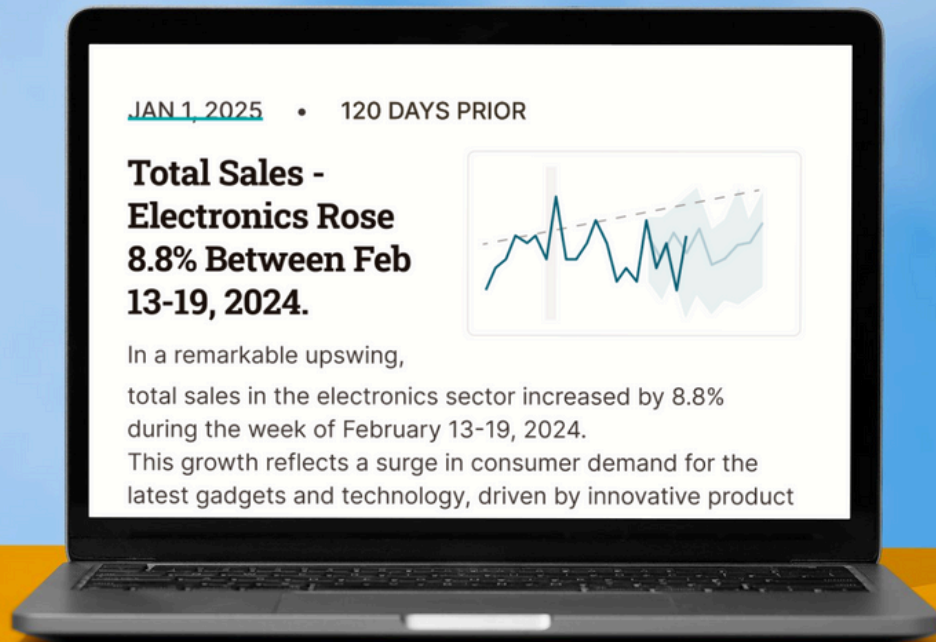 JAN 1, 2025 • 120 DAYS PRIOR
Total Sales -
Electronics Rose
8.8% Between Feb
13-19, 2024.
In a remarkable upswing,
total sales in the electronics sector increased by 8.8%
during the week of February 13-19, 2024.
This growth reflects a surge in consumer demand for the
latest gadgets and technology, driven by innovative product